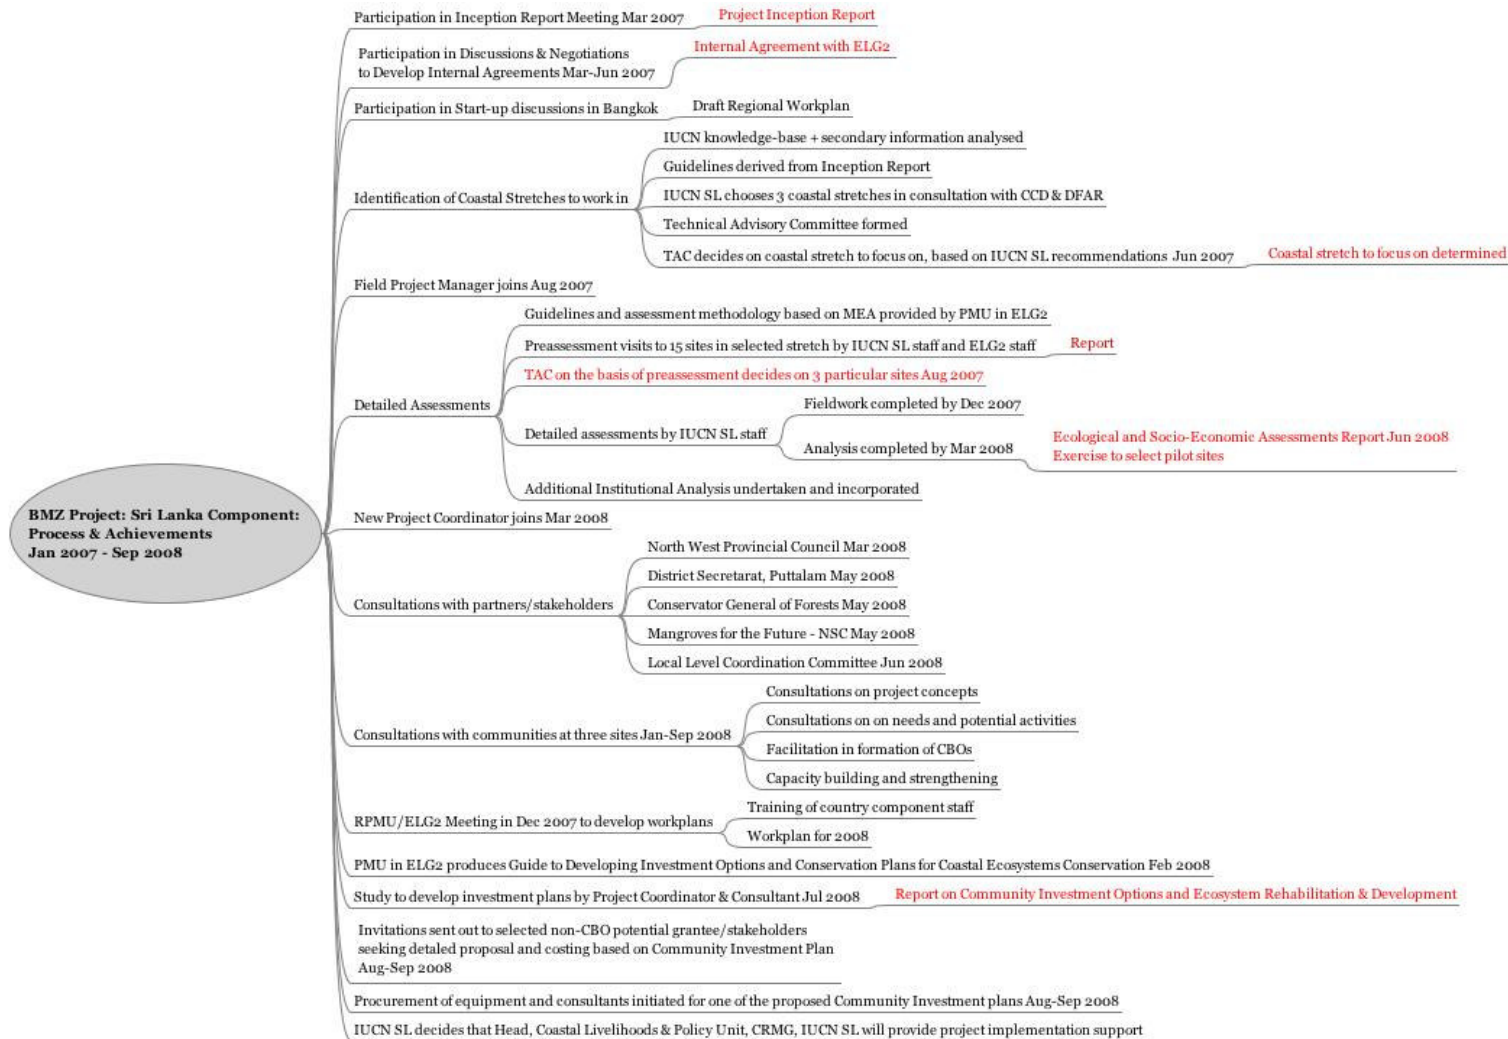 Participation in Inception Report Meeting Mar 2007
Project Inception Report
Participation in Discussions & Negotiations
to Develop Internal Agreements Mar-Jun 2007
Internal Agreement with ELG2
Participation in Start-up discussions in Bangkok
Draft Regional Workplan
Identification of Coastal Stretches to work in
IUCN knowledge-base + secondary information analysed
Guidelines derived from Inception Report
IUCN SL chooses 3 coastal stretches in consultation with CCD & DFAR
Technical Advisory Committee formed
TAC decides on coastal stretch to focus on, based on IUCN SL recommendations Jun 2007
Coastal stretch to focus on determined
Field Project Manager joins Aug 2007
Detailed Assessments
Guidelines and assessment methodology based on MEA provided by PMU in ELG2
Preassessment visits to 15 sites in selected stretch by IUCN SL staff and ELG2 staff
Report
TAC on the basis of preassessment decides on 3 particular sites Aug 2007
Detailed assessments by IUCN SL staff
Fieldwork completed by Dec 2007
Analysis completed by Mar 2008
Ecological and Socio-Economic Assessments Report Jun 2008
Exercise to select pilot sites
Additional Institutional Analysis undertaken and incorporated
BMZ Project: Sri Lanka Component:
Process & Achievements
Jan 2007 - Sep 2008
New Project Coordinator joins Mar 2008
Consultations with partners/stakeholders
North West Provincial Council Mar 2008
District Secretarat, Puttalam May 2008
Conservator General of Forests May 2008
Mangroves for the Future - NSC May 2008
Local Level Coordination Committee Jun 2008
Consultations with communities at three sites Jan-Sep 2008
Consultations on project concepts
Consultations on on needs and potential activities
Facilitation in formation of CBOs
Capacity building and strengthening
RPMU/ELG2 Meeting in Dec 2007 to develop workplans
Training of country component staff
Workplan for 2008
PMU in ELG2 produces Guide to Developing Investment Options and Conservation Plans for Coastal Ecosystems Conservation Feb 2008
Study to develop investment plans by Project Coordinator & Consultant Jul 2008
Report on Community Investment Options and Ecosystem Rehabilitation & Development
Invitations sent out to selected non-CBO potential grantee/stakeholders
seeking detaled proposal and costing based on Community Investment Plan
Aug-Sep 2008
Procurement of equipment and consultants initiated for one of the proposed Community Investment plans Aug-Sep 2008
IUCN SL decides that Head, Coastal Livelihoods & Policy Unit, CRMG, IUCN SL will provide project implementation support